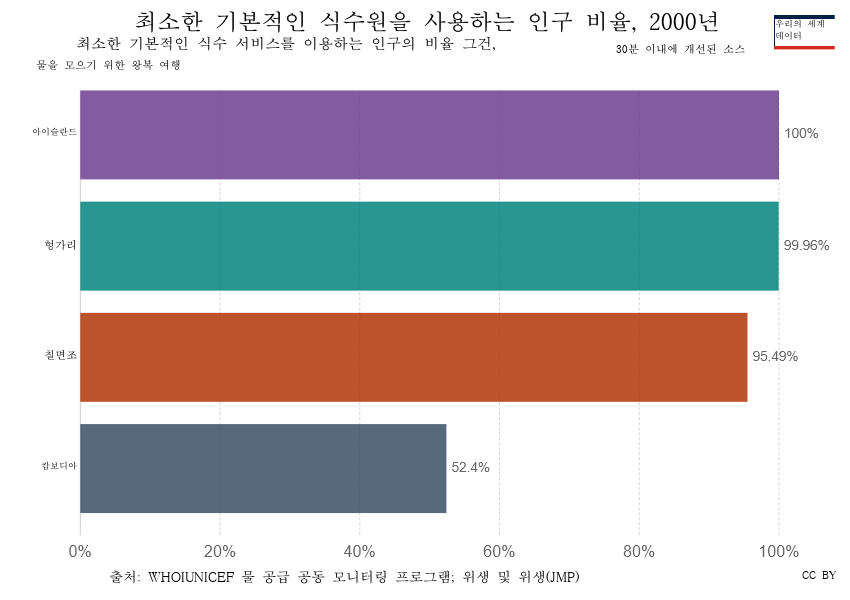 최소한 기본적인 식수원을 사용하는 인구 비율, 2000년
최소한 기본적인 식수 서비스를 이용하는 인구의 비율 그건,
30분 이내에 개선된 소스
물을 모으기 위한 왕복 여행
우리의 세계
데이터
아이슬란드
100%
헝가리
99.96%
칠면조
95.49%
캄보디아
52.4%
0%
20%
40%
60%
80%
100%
출처: WHOIUNICEF 물 공급 공동 모니터링 프로그램; 위생 및 위생(JMP)
CC BY